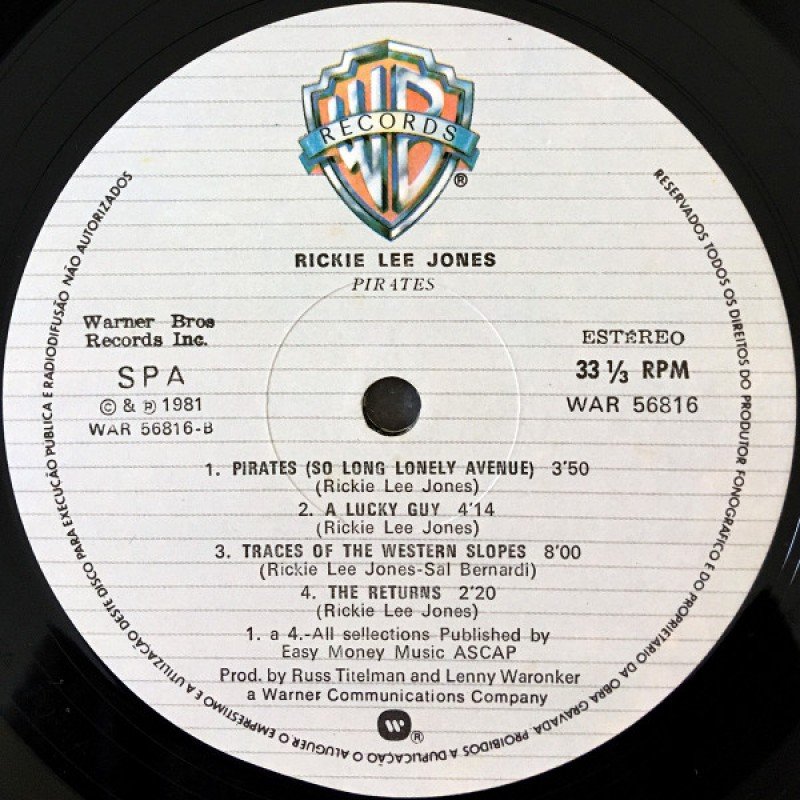 WB
RECORDS
®
RICKIE LEE JONES
PIRATES
Warner Bros
Records Inc.
SPA
© & ℗ 1981
WAR 56816-B
ESTÉREO
33 1/3 RPM
WAR 56816
1. PIRATES (SO LONG LONELY AVENUE) 3'50
(Rickie Lee Jones)
2. A LUCKY GUY 4'14
(Rickie Lee Jones)
3. TRACES OF THE WESTERN SLOPES 8'00
(Rickie Lee Jones-Sal Bernardi)
4. THE RETURNS 2'20
(Rickie Lee Jones)
1. a 4.-All sellections Published by
Easy Money Music ASCAP
Prod. by Russ Titelman and Lenny Waronker
a Warner Communications Company
®
RESERVADOS TODOS OS DIREITOS DO PRODUTOR FONOGRAFICO E DO PROPRIETARIO DA OBRA GRAVADA. PROIBIDOS A DUPLICAÇÃO O ALUGUER O EMPRESTIMO E A UTILIZAÇÃO DESTE DISCO PARA EXECUÇÃO PUBLICA E RADIODIFUSÃO NÃO AUTORIZADOS